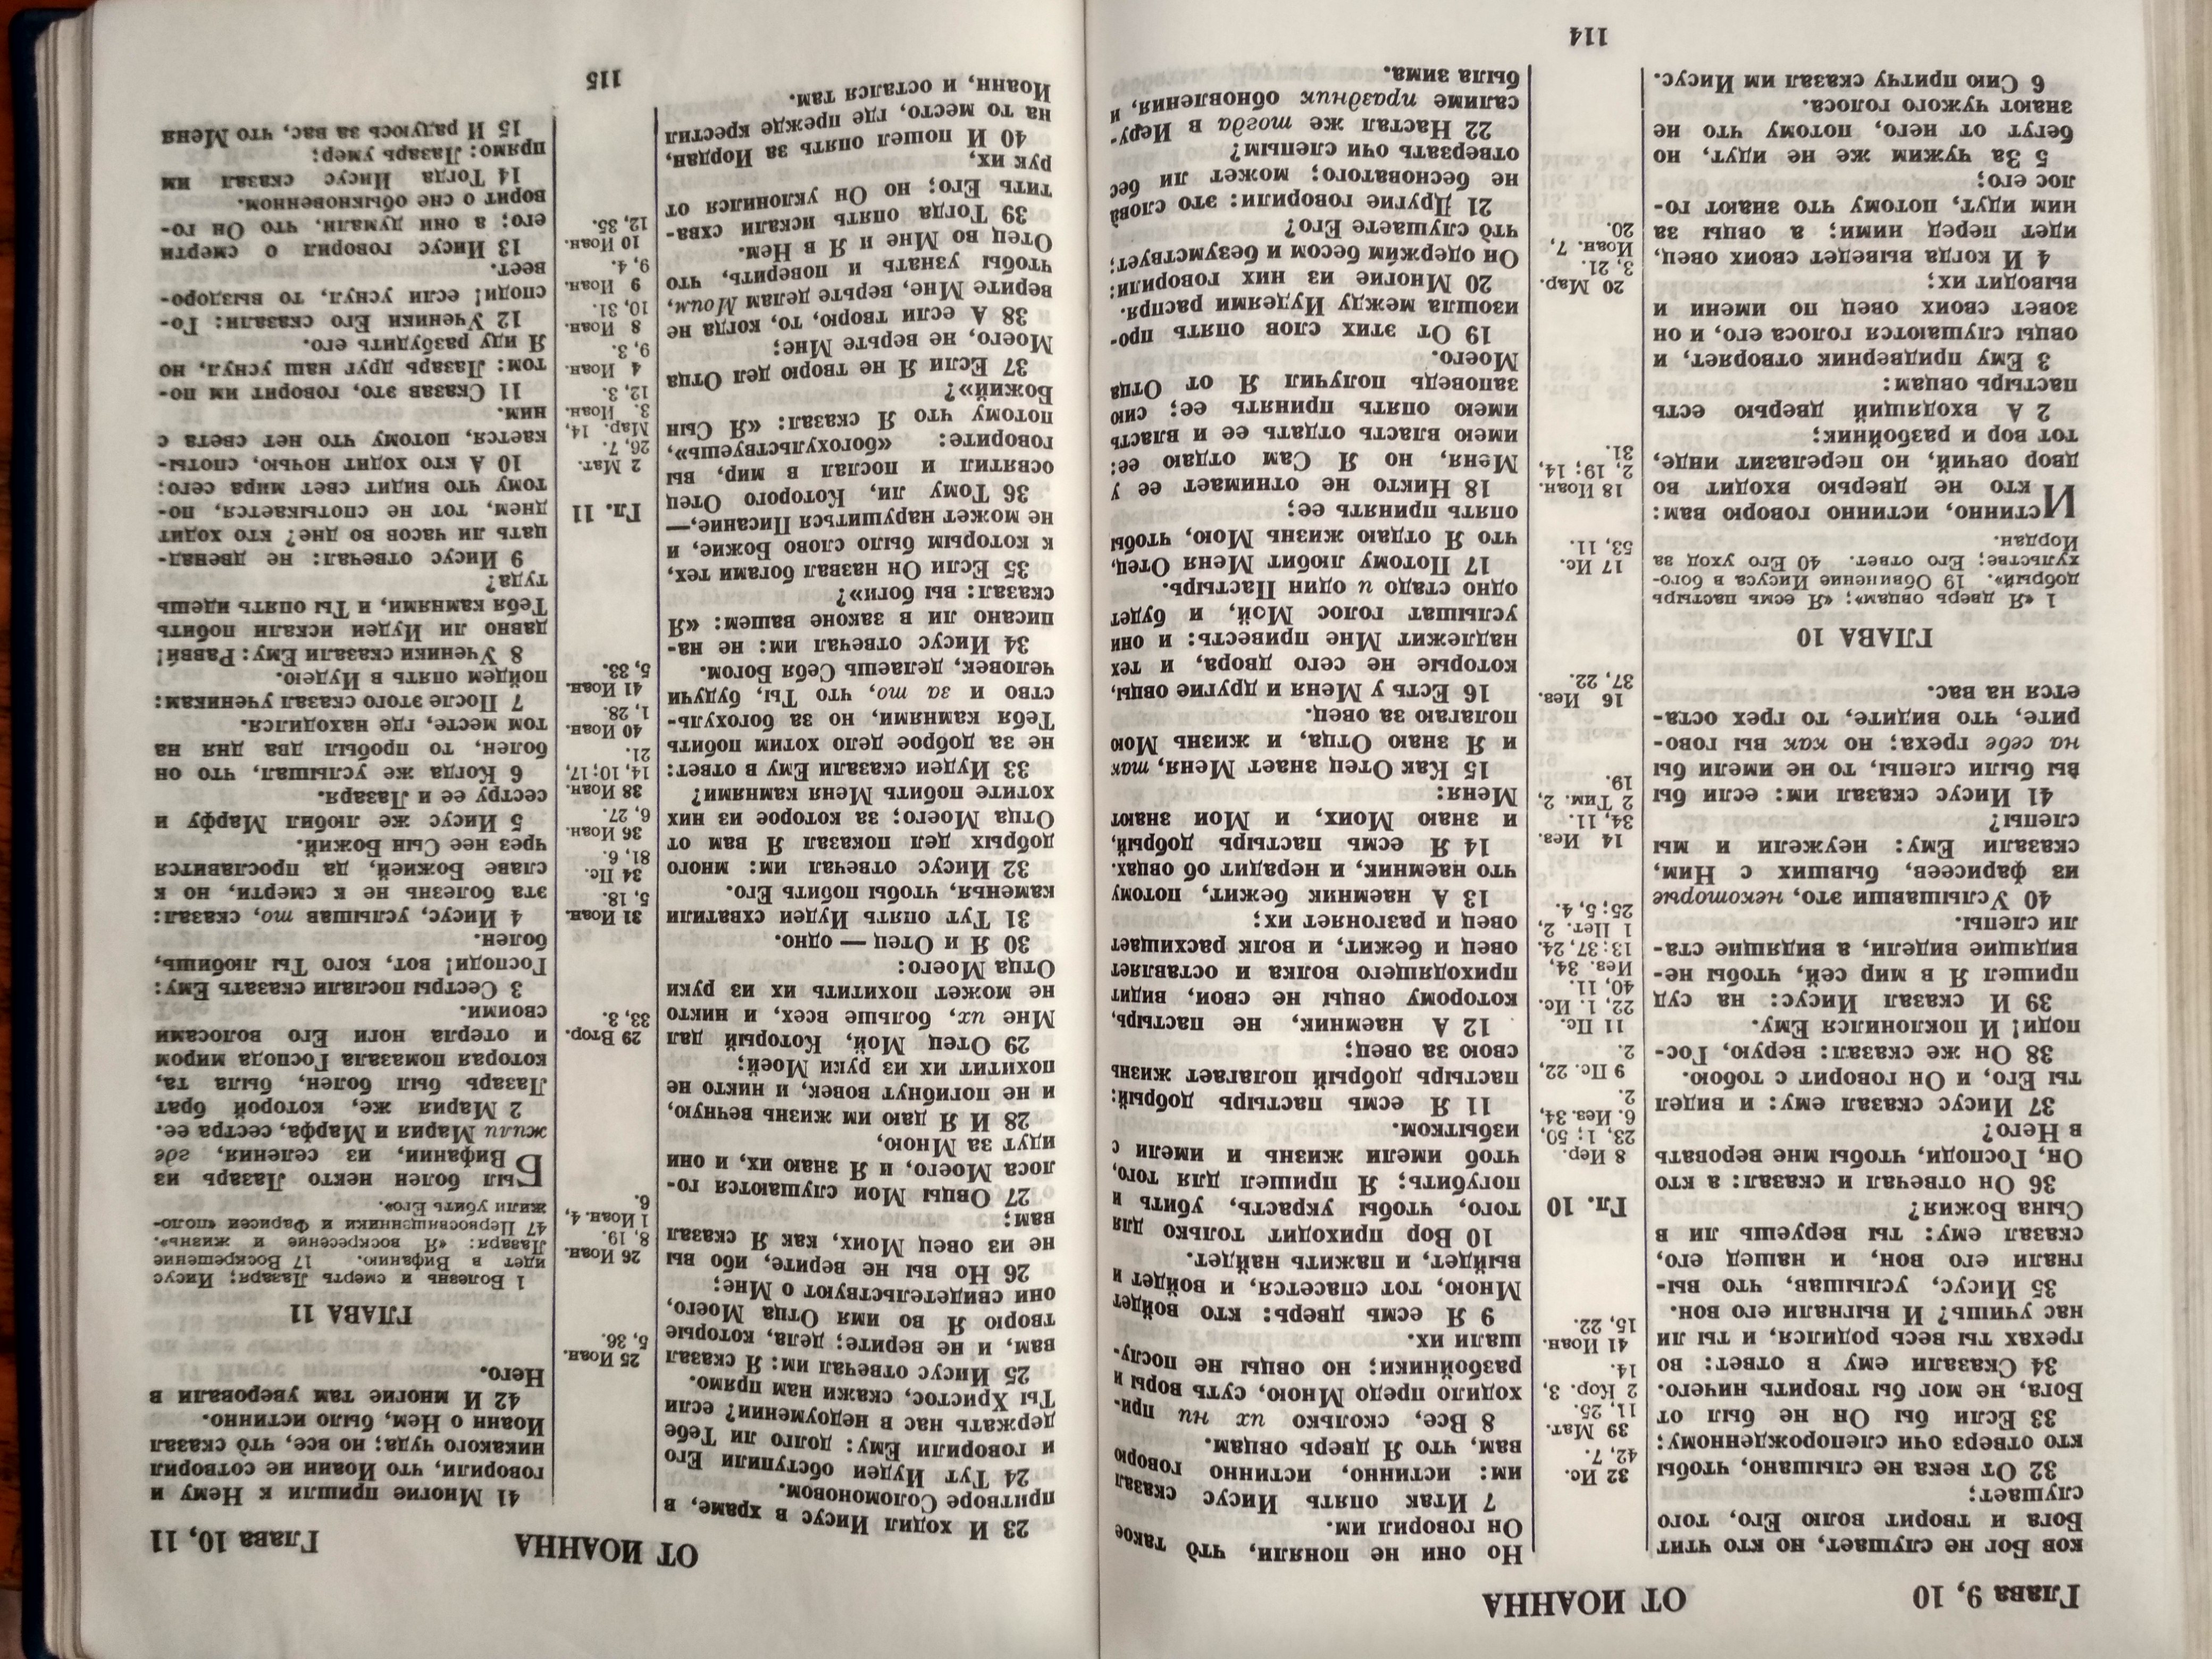 Глава 9, 10
ОТ ИОАННА
ков Бог не слушает, но кто чтит
Бога и творит волю Его, того
слушает;
32 От века не слышано, чтобы
кто отверз очи слепорожденному;
33 Если бы Он не был от
Бога, не мог бы творить ничего.
34 Сказали ему в ответ: во
грехах ты весь родился, и ты ли
нас учишь? И выгнали его вон.
35 Иисус, услышав, что вы-
гнали его вон, и нашед его,
сказал ему: ты веруешь ли в
Сына Божия?
36 Он отвечал и сказал: а кто
Он, Господи, чтобы мне веровать
в Него?
37 Иисус сказал ему: и видел
ты Его, и Он говорит с тобою.
38 Он же сказал: верую, Гос-
поди! И поклонился Ему.
39 И сказал Иисус: на суд
пришел Я в мир сей, чтобы не-
видящие видели, а видящие ста-
ли слепы.
40 Услышавши это, некоторые
из фарисеев, бывших с Ним,
сказали Ему: неужели и мы
слепы?
41 Иисус сказал им: если бы
вы были слепы, то не имели бы
на себе греха; но как вы гово-
рите, что видите, то грех оста-
ется на вас.
ГЛАВА 10
1 «Я дверь овцам»; «Я есмь пастырь
добрый». 19 Обвинение Иисуса в бого-
хульстве; Его ответ. 40 Его уход за
Иордан.
Истинно, истинно говорю вам:
кто не дверью входит во
двор овчий, но перелазит инде,
тот вор и разбойник;
2 А входящий дверью есть
пастырь овцам:
3 Ему придверник отворяет, и
овцы слушаются голоса его, и он
зовет своих овец по имени и
выводит их;
4 И когда выведет своих овец,
идет перед ними; а овцы за
ним идут, потому что знают го-
лос его;
5 За чужим же не идут, но
бегут от него, потому что не
знают чужого голоса.
6 Сию притчу сказал им Иисус.
32 Ис.
42, 7.
39 Мат.
11, 25.
2 Кор. 3,
14.
41 Иоан.
15, 22.
Гл. 10
8 Иер.
23, 1; 50,
6. Иез. 34,
2.
9 Пс. 22,
2.
11 Пс.
22, 1. Ис.
40, 11.
Иез. 34,
13; 37, 24.
1 Пет. 2,
25; 5, 4.
14 Иез.
34, 11.
2 Тим. 2,
19.
16 Иез.
37, 22.
17 Ис.
53, 11.
18 Иоан.
2, 19; 14,
31.
20 Мар.
3, 21.
Иоан. 7,
20.
Но они не поняли, что̀ такое
Он говорил им.
7 Итак опять Иисус сказал
им: истинно, истинно говорю
вам, что Я дверь овцам.
8 Все, сколько их ни при-
ходило предо Мною, суть воры и
разбойники; но овцы не послу-
шали их.
9 Я есмь дверь: кто войдет
Мною, тот спасется, и войдет и
выйдет, и пажить найдет.
10 Вор приходит только для
того, чтобы украсть, убить и
погубить; Я пришел для того,
чтоб имели жизнь и имели с
избытком.
11 Я есмь пастырь добрый:
пастырь добрый полагает жизнь
свою за овец;
12 А наемник, не пастырь,
которому овцы не свои, видит
приходящего волка и оставляет
овец и бежит, и волк расхищает
овец и разгоняет их;
13 А наемник бежит, потому
что наемник, и нерадит об овцах.
14 Я есмь пастырь добрый,
и знаю Моих, и Мои знают
Меня:
15 Как Отец знает Меня, так
и Я знаю Отца, и жизнь Мою
полагаю за овец.
16 Есть у Меня и другие овцы,
которые не сего двора, и тех
надлежит Мне привесть: и они
услышат голос Мой, и будет
одно стадо и один Пастырь.
17 Потому любит Меня Отец,
что Я отдаю жизнь Мою, чтобы
опять принять ее;
18 Никто не отнимает ее у
Меня, но Я Сам отдаю ее:
имею власть отдать ее и власть
имею опять принять ее; сию
заповедь получил Я от Отца
Моего.
19 От этих слов опять про-
изошла между Иудеями распря.
20 Многие из них говорили:
Он одержи̇м бесом и безумствует;
что̀ слушаете Его?
21 Другие говорили: это слова̀
не бесноватого; может ли бес
отверзать очи слепым?
22 Настал же тогда в Иеру-
салиме праздник обновления, и
была зима.
114
ОТ ИОАННА
Глава 10, 11
23 И ходил Иисус в храме, в
притворе Соломоновом.
24 Тут Иудеи обступили Его
и говорили Ему: долго ли Тебе
держать нас в недоумении? если
Ты Христос, скажи нам прямо.
25 Иисус отвечал им: Я сказал
вам, и не верите; дела, которые
творю Я во имя Отца Моего,
они свидетельствуют о Мне;
26 Но вы не верите, ибо вы
не из овец Моих, как Я сказал
вам;
27 Овцы Мои слушаются го-
лоса Моего, и Я знаю их, и они
идут за Мною,
28 И Я даю им жизнь вечную,
и не погибнут вовек, и никто не
похитит их из руки Моей;
29 Отец Мой, Который дал
Мне их, больше всех, и никто
не может похитить их из руки
Отца Моего:
30 Я и Отец — одно.
31 Тут опять Иудеи схватили
каменья, чтобы побить Его.
32 Иисус отвечал им: много
добрых дел показал Я вам от
Отца Моего; за которое из них
хотите побить Меня камнями?
33 Иудеи сказали Ему в ответ:
не за доброе дело хотим побить
Тебя камнями, но за богохуль-
ство и за то, что Ты, будучи
человек, делаешь Себя Богом.
34 Иисус отвечал им: не на-
писано ли в законе вашем: «Я
сказал: вы боги»?
35 Если Он назвал богами тех,
к которым было слово Божие, и
не может нарушиться Писание,—
36 Тому ли, Которого Отец
освятил и послал в мир, вы
говорите: «богохульствуешь»,
потому что Я сказал: «Я Сын
Божий»?
37 Если Я не творю дел Отца
Моего, не верьте Мне;
38 А если творю, то, когда не
верите Мне, верьте делам Моим,
чтобы узнать и поверить, что
Отец во Мне и Я в Нем.
39 Тогда опять искали схва-
тить Его; но Он уклонился от
рук их,
40 И пошел опять за Иордан,
на то место, где прежде крестил
Иоанн, и остался там.
25 Иоан.
5, 36.
26 Иоан.
8, 19.
1 Иоан. 4,
6.
29 Втор.
33, 3.
31 Иоан.
5, 18.
34 Пс.
81, 6.
36 Иоан.
6, 27.
38 Иоан.
14, 10; 17,
21.
40 Иоан.
1, 28.
41 Иоан.
5, 33.
Гл. 11
2 Мат.
26, 7.
Мар. 14,
3. Иоан.
12, 3.
4 Иоан.
9, 3.
8 Иоан.
10, 31.
9 Иоан.
9, 4.
10 Иоан.
12, 35.
41 Многие пришли к Нему и
говорили, что Иоанн не сотворил
никакого чуда; но все, что̀ сказал
Иоанн о Нем, было истинно.
42 И многие там уверовали в
Него.
ГЛАВА 11
1 Болезнь и смерть Лазаря; Иисус
идет в Вифанию. 17 Воскрешение
Лазаря: «Я воскресение и жизнь».
47 Первосвященники и Фарисеи «поло-
жили убить Его».
Был болен некто Лазарь из
Вифании, из селения, где
жили Мария и Марфа, сестра ее.
2 Мария же, которой брат
Лазарь был болен, была та,
которая помазала Господа миром
и отерла ноги Его волосами
своими.
3 Сестры послали сказать Ему:
Господи! вот, кого Ты любишь,
болен.
4 Иисус, услышав то, сказал:
эта болезнь не к смерти, но к
славе Божией, да прославится
чрез нее Сын Божий.
5 Иисус же любил Марфу и
сестру ее и Лазаря.
6 Когда же услышал, что он
болен, то пробыл два дня на
том месте, где находился.
7 После этого сказал ученикам:
пойдем опять в Иудею.
8 Ученики сказали Ему: Равви́!
давно ли Иудеи искали побить
Тебя камнями, и Ты опять идешь
туда?
9 Иисус отвечал: не двенад-
цать ли часов во дне? кто ходит
днем, тот не спотыкается, по-
тому что видит свет мира сего;
10 А кто ходит ночью, споты-
кается, потому что нет света с
ним.
11 Сказав это, говорит им по-
том: Лазарь друг наш уснул, но
Я иду разбудить его.
12 Ученики Его сказали: Го-
споди! если уснул, то выздоро-
веет.
13 Иисус говорил о смерти
его; а они думали, что Он го-
ворит о сне обыкновенном.
14 Тогда Иисус сказал им
прямо: Лазарь умер;
15 И радуюсь за вас, что Меня
115